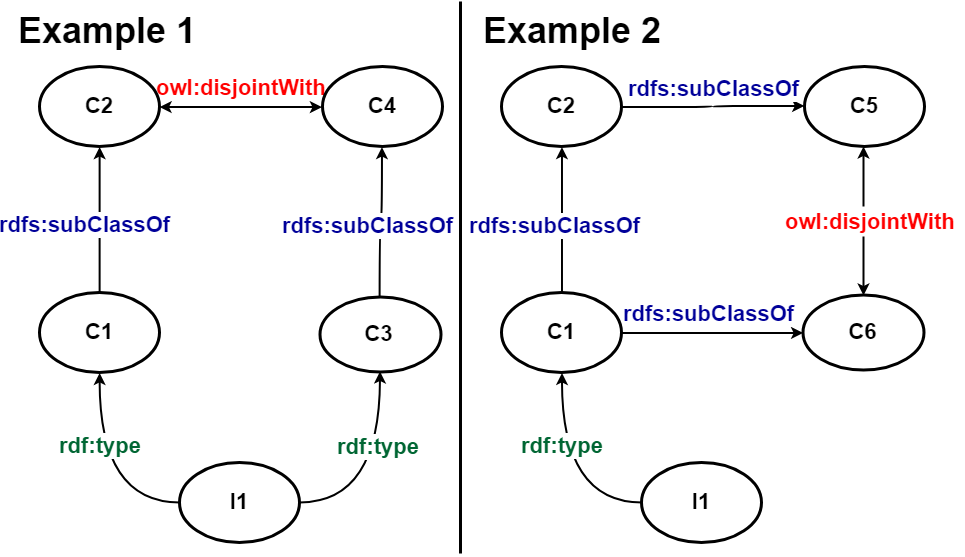 Example 1
C2
owl:disjointWith
C4
rdfs:subClassOf
rdfs:subClassOf
C1
C3
rdf:type
rdf:type
I1
Example 2
C2
rdfs:subClassOf
C5
rdfs:subClassOf
owl:disjointWith
C1
rdfs:subClassOf
C6
rdf:type
I1